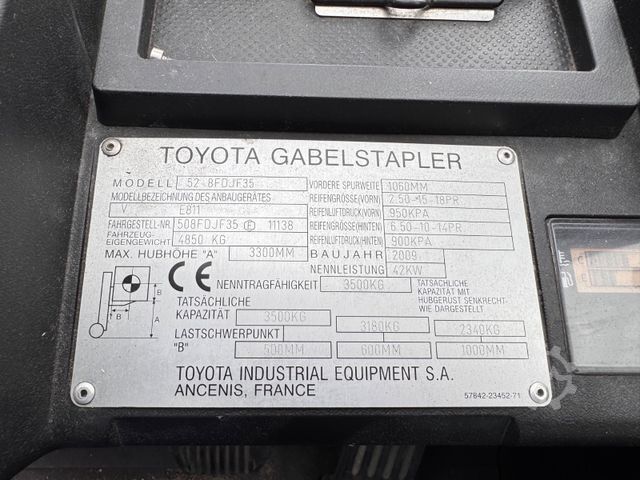 TOYOTA GABELSTAPLER
MODELL 52-8FDJF35
VORDERE SPURWEITE 1060MM
MODELLBEZEICHNUNG DES ANBAUGERÄTES
REIFENGRÖSSE(VORN) 2.50-15-18PR
V E811
REIFENLUFTDRUCK(VORN) 950KPA
FAHRGESTELL-NR. 508FDJF35 E 11138
REIFENGRÖSSE(HINTEN) 6.50-10-14PR
FAHRZEUG-EIGENGEWICHT 4850 KG
REIFENLUFTDRUCK(HINTEN) 900KPA
MAX. HUBHÖHE "A" 3300MM
BAUJAHR 2009
NENNLEISTUNG 42KW
CE
NENNTRAGFÄHIGKEIT 3500KG
TATSÄCHLICHE KAPAZITÄT MIT HUBGERÜST SENKRECHT WIE DARGESTELLT
TATSÄCHLICHE KAPAZITÄT 3500KG 3180KG 2340KG
LASTSCHWERPUNKT "B" 500MM 600MM 1000MM
B
B
A
TOYOTA INDUSTRIAL EQUIPMENT S.A.
ANCENIS, FRANCE
57642-23452-71
F
E